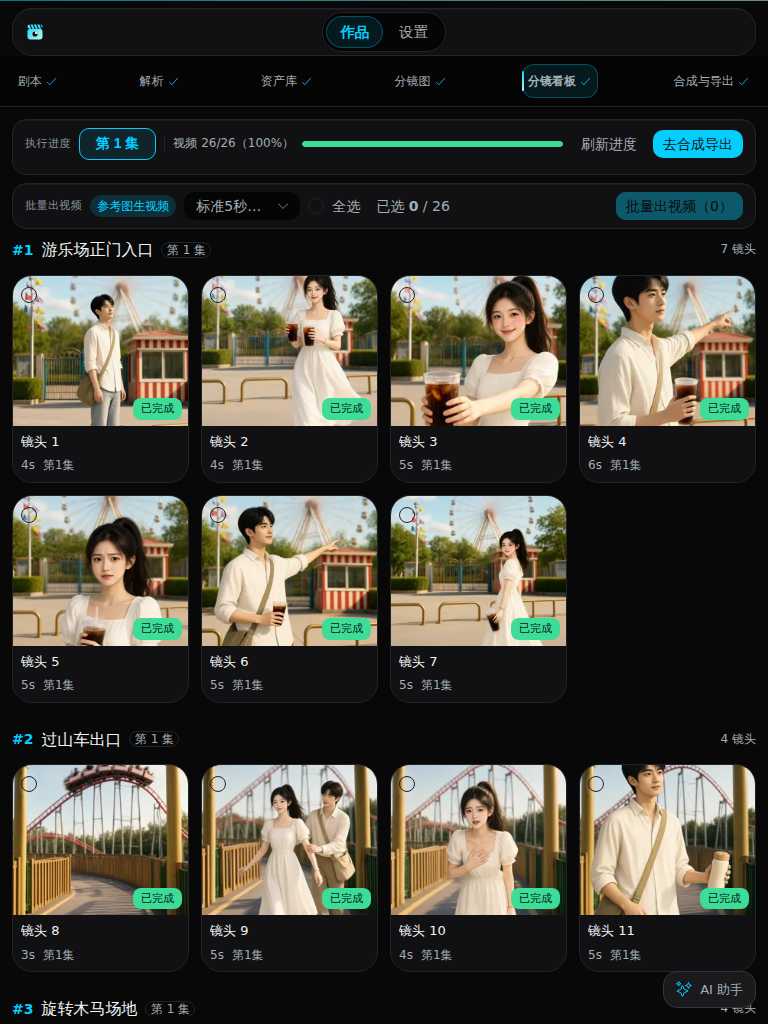 作品 设置
剧本 解析 资产库 分镜图 分镜看板 合成与导出
执行进度 第 1 集 视频 26/26（100%） 刷新进度 去合成导出
批量出视频 参考图生视频 标准5秒... 全选 已选 0 / 26 批量出视频（0）
#1 游乐场正门入口 第 1 集 7 镜头
已完成 已完成 已完成 已完成
镜头 1 镜头 2 镜头 3 镜头 4
4s 第1集 4s 第1集 5s 第1集 6s 第1集
已完成 已完成 已完成
镜头 5 镜头 6 镜头 7
5s 第1集 5s 第1集 5s 第1集
#2 过山车出口 第 1 集 4 镜头
已完成 已完成 已完成 已完成
镜头 8 镜头 9 镜头 10 镜头 11
3s 第1集 5s 第1集 4s 第1集 5s 第1集
AI 助手
#3 旋转木马场地 第 1 集 4 镜头